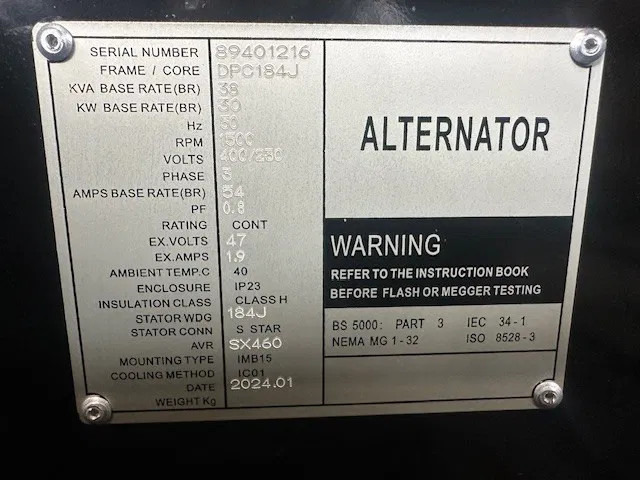 SERIAL NUMBER 89401216
FRAME / CORE DPC184J
KVA BASE RATE(BR) 38
KW BASE RATE(BR) 30
Hz 50
RPM 1500
VOLTS 400/230
PHASE 3
AMPS BASE RATE(BR) 54
PF 0.8
RATING CONT
EX.VOLTS 47
EX.AMPS 1.9
AMBIENT TEMP.C 40
ENCLOSURE IP23
INSULATION CLASS CLASS H
STATOR WDG 184J
STATOR CONN S STAR
AVR SX460
MOUNTING TYPE IMB15
COOLING METHOD IC01
DATE 2024.01
WEIGHT Kg
ALTERNATOR
WARNING
REFER TO THE INSTRUCTION BOOK
BEFORE FLASH OR MEGGER TESTING
BS 5000: PART 3 IEC 34-1
NEMA MG 1-32 ISO 8528-3